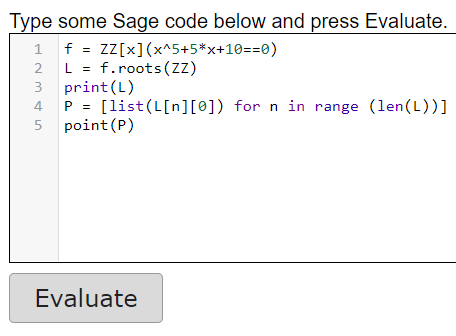 Type some Sage code below and press Evaluate.
1 f = ZZ[x](x^5+5*x+10==0)
2 L = f.roots(ZZ)
3 print(L)
4 P = [list(L[n][0]) for n in range (len(L))]
5 point(P)
Evaluate